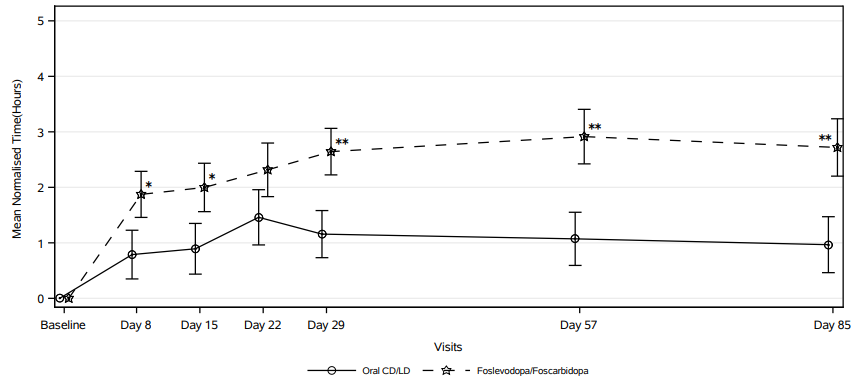 Mean Normalised Time(Hours)
5
4
3
2
1
0
*
*
**
**
**
Baseline
Day 8
Day 15
Day 22
Day 29
Day 57
Day 85
Visits
Oral CD/LD
Foslevodopa/Foscarbidopa